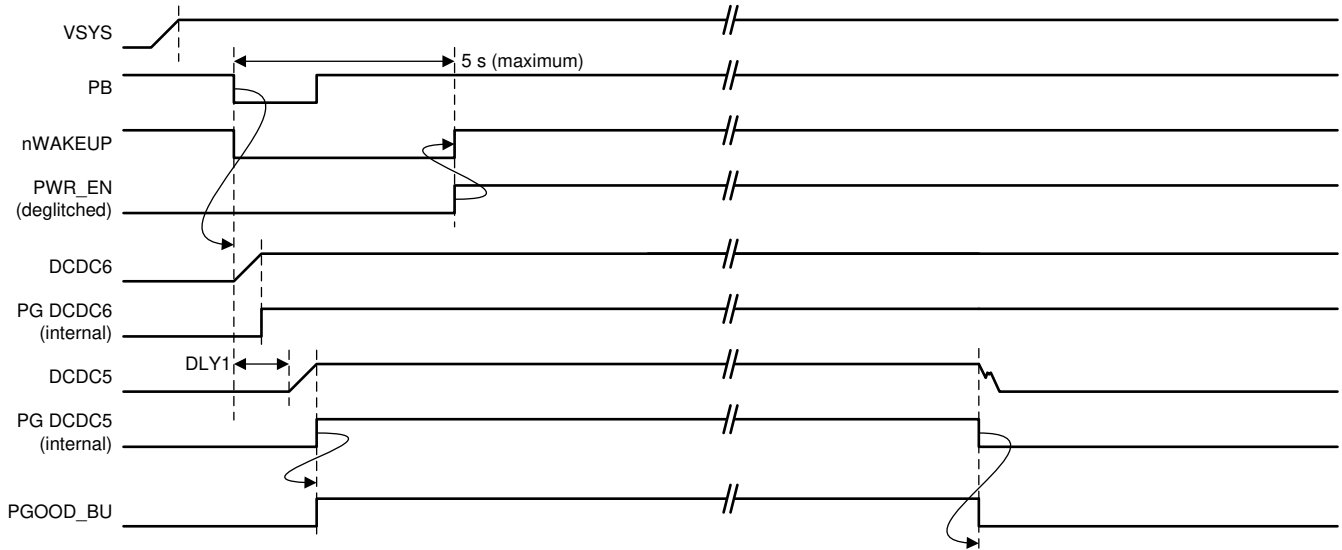 VSYS
5 s (maximum)
PB
nWAKEUP
PWR_EN
(deglitched)
DCDC6
PG DCDC6
(internal)
DLY1
DCDC5
PG DCDC5
(internal)
PGOOD_BU